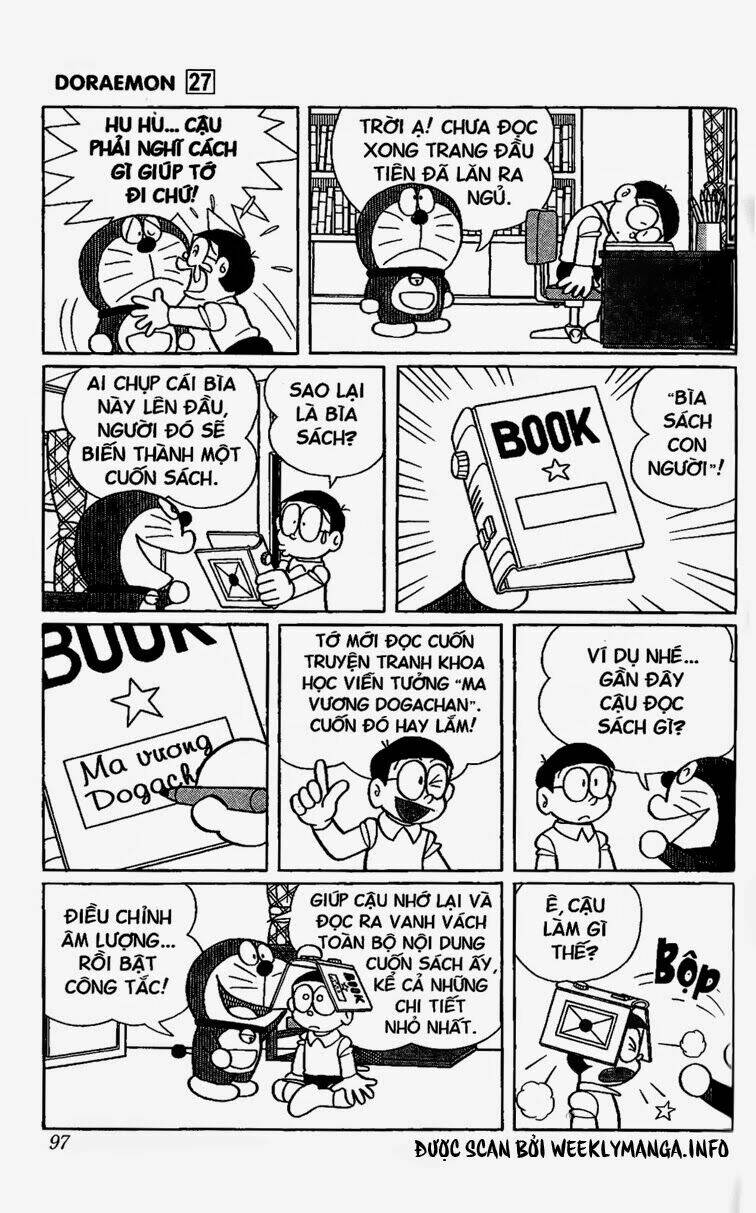 DORAEMON 27
TRỜI Ạ! CHƯA ĐỌC
XONG TRANG ĐẦU
TIÊN ĐÃ LĂN RA
NGỦ.
HU HÙ... CẬU
PHẢI NGHĨ CÁCH
GÌ GIÚP TỚ
ĐI CHỨ!
"BÌA
SÁCH
CON
NGƯỜI"!
BOOK
SAO LẠI
LÀ BÌA
SÁCH?
AI CHỤP CÁI BÌA
NÀY LÊN ĐẦU,
NGƯỜI ĐÓ SẼ
BIẾN THÀNH MỘT
CUỐN SÁCH.
VÍ DỤ NHÉ...
GẦN ĐÂY
CẬU ĐỌC
SÁCH GÌ?
TỚ MỚI ĐỌC CUỐN
TRUYỆN TRANH KHOA
HỌC VIỄN TƯỞNG "MA
VƯƠNG DOGACHAN".
CUỐN ĐÓ HAY LẮM!
BOOK
Ma vương
Dogach
Ê, CẬU
LÀM GÌ
THẾ?
BỘP
GIÚP CẬU NHỚ LẠI VÀ
ĐỌC RA VANH VÁCH
TOÀN BỘ NỘI DUNG
CUỐN SÁCH ẤY,
KỂ CẢ NHỮNG
CHI TIẾT
NHỎ NHẤT.
BOOK
ĐIỀU CHỈNH
ÂM LƯỢNG...
RỒI BẬT
CÔNG TẮC!
97
ĐƯỢC SCAN BỞI WEEKLYMANGA.INFO